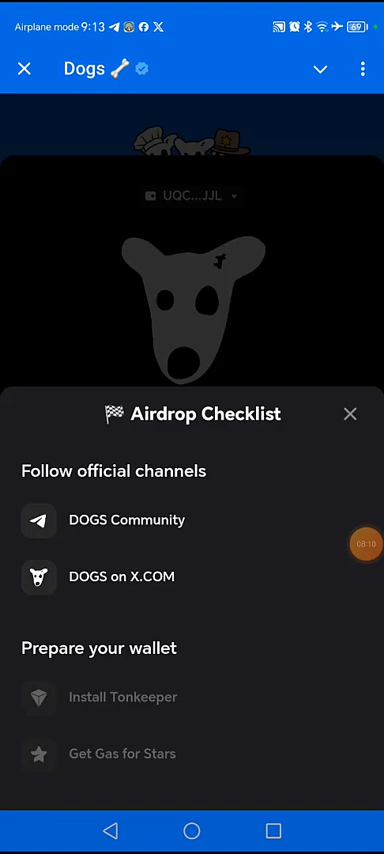 Airplane mode 9:13
69
Dogs
UQC...JJL
Airdrop Checklist
Follow official channels
DOGS Community
DOGS on X.COM
08:10
Prepare your wallet
Install Tonkeeper
Get Gas for Stars